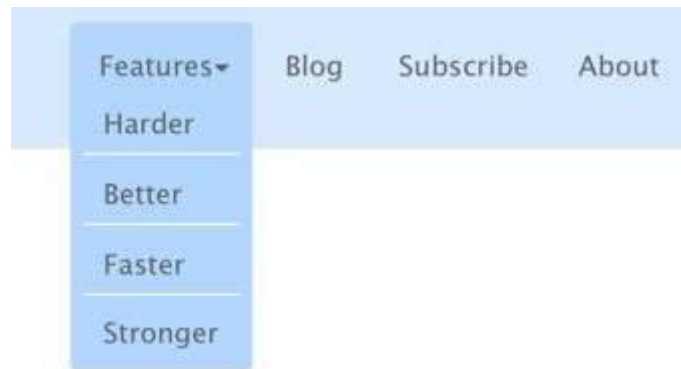 Features Blog Subscribe About
Harder
Better
Faster
Stronger